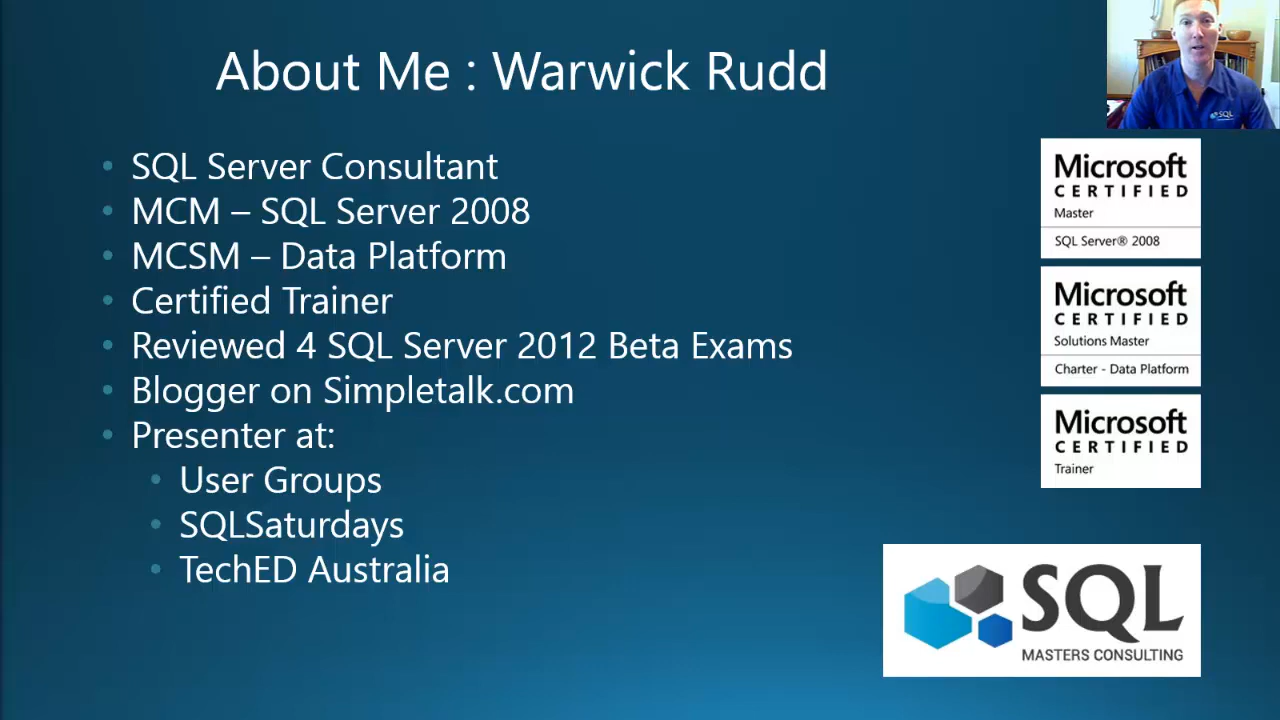 About Me : Warwick Rudd
SQL
SQL Server Consultant
MCM – SQL Server 2008
MCSM – Data Platform
Certified Trainer
Reviewed 4 SQL Server 2012 Beta Exams
Blogger on Simpletalk.com
Presenter at:
User Groups
SQLSaturdays
TechED Australia
Microsoft
CERTIFIED
Master
SQL Server® 2008
Microsoft
CERTIFIED
Solutions Master
Charter - Data Platform
Microsoft
CERTIFIED
Trainer
SQL
MASTERS CONSULTING